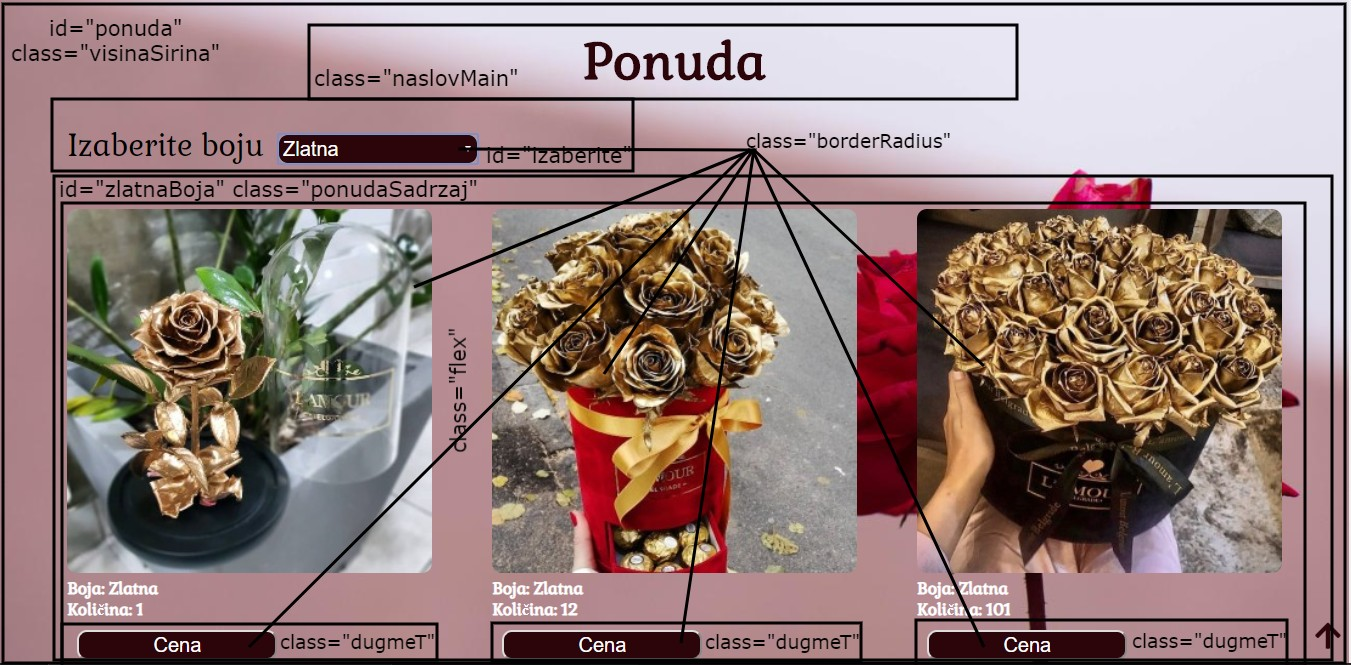 id="ponuda"
class="visinaSirina"
Ponuda
class="naslovMain"
Izaberite boju
Zlatna
id="izaberite"
class="borderRadius"
id="zlatnaBoja" class="ponudaSadrzaj"
class="flex"
L'AMOUR
Boja: Zlatna
Količina: 1
Boja: Zlatna
Količina: 12
Boja: Zlatna
Količina: 101
Cena
class="dugmeT"
Cena
class="dugmeT"
Cena
class="dugmeT"